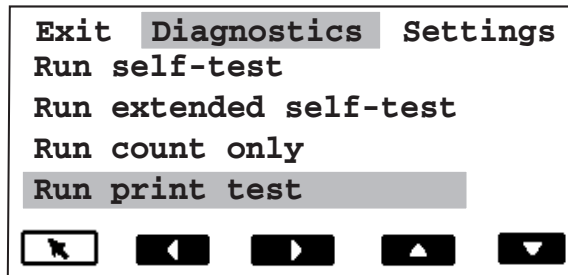 Exit Diagnostics Settings
Run self-test
Run extended self-test
Run count only
Run print test